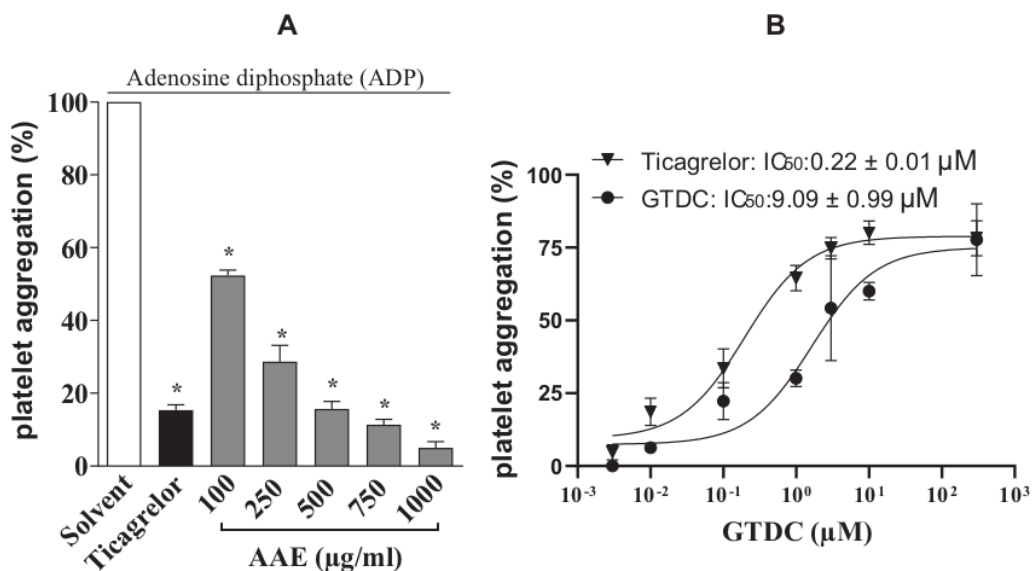 A
Adenosine diphosphate (ADP)
platelet aggregation (%)
100
80
60
40
20
0
*
*
*
*
*
*
Solvent
Ticagrelor
100
250
500
750
1000
AAE (µg/ml)
B
Ticagrelor: IC50:0.22 ± 0.01 µM
GTDC: IC50:9.09 ± 0.99 µM
platelet aggregation (%)
100
75
50
25
0
10-3
10-2
10-1
100
101
102
103
GTDC (µM)